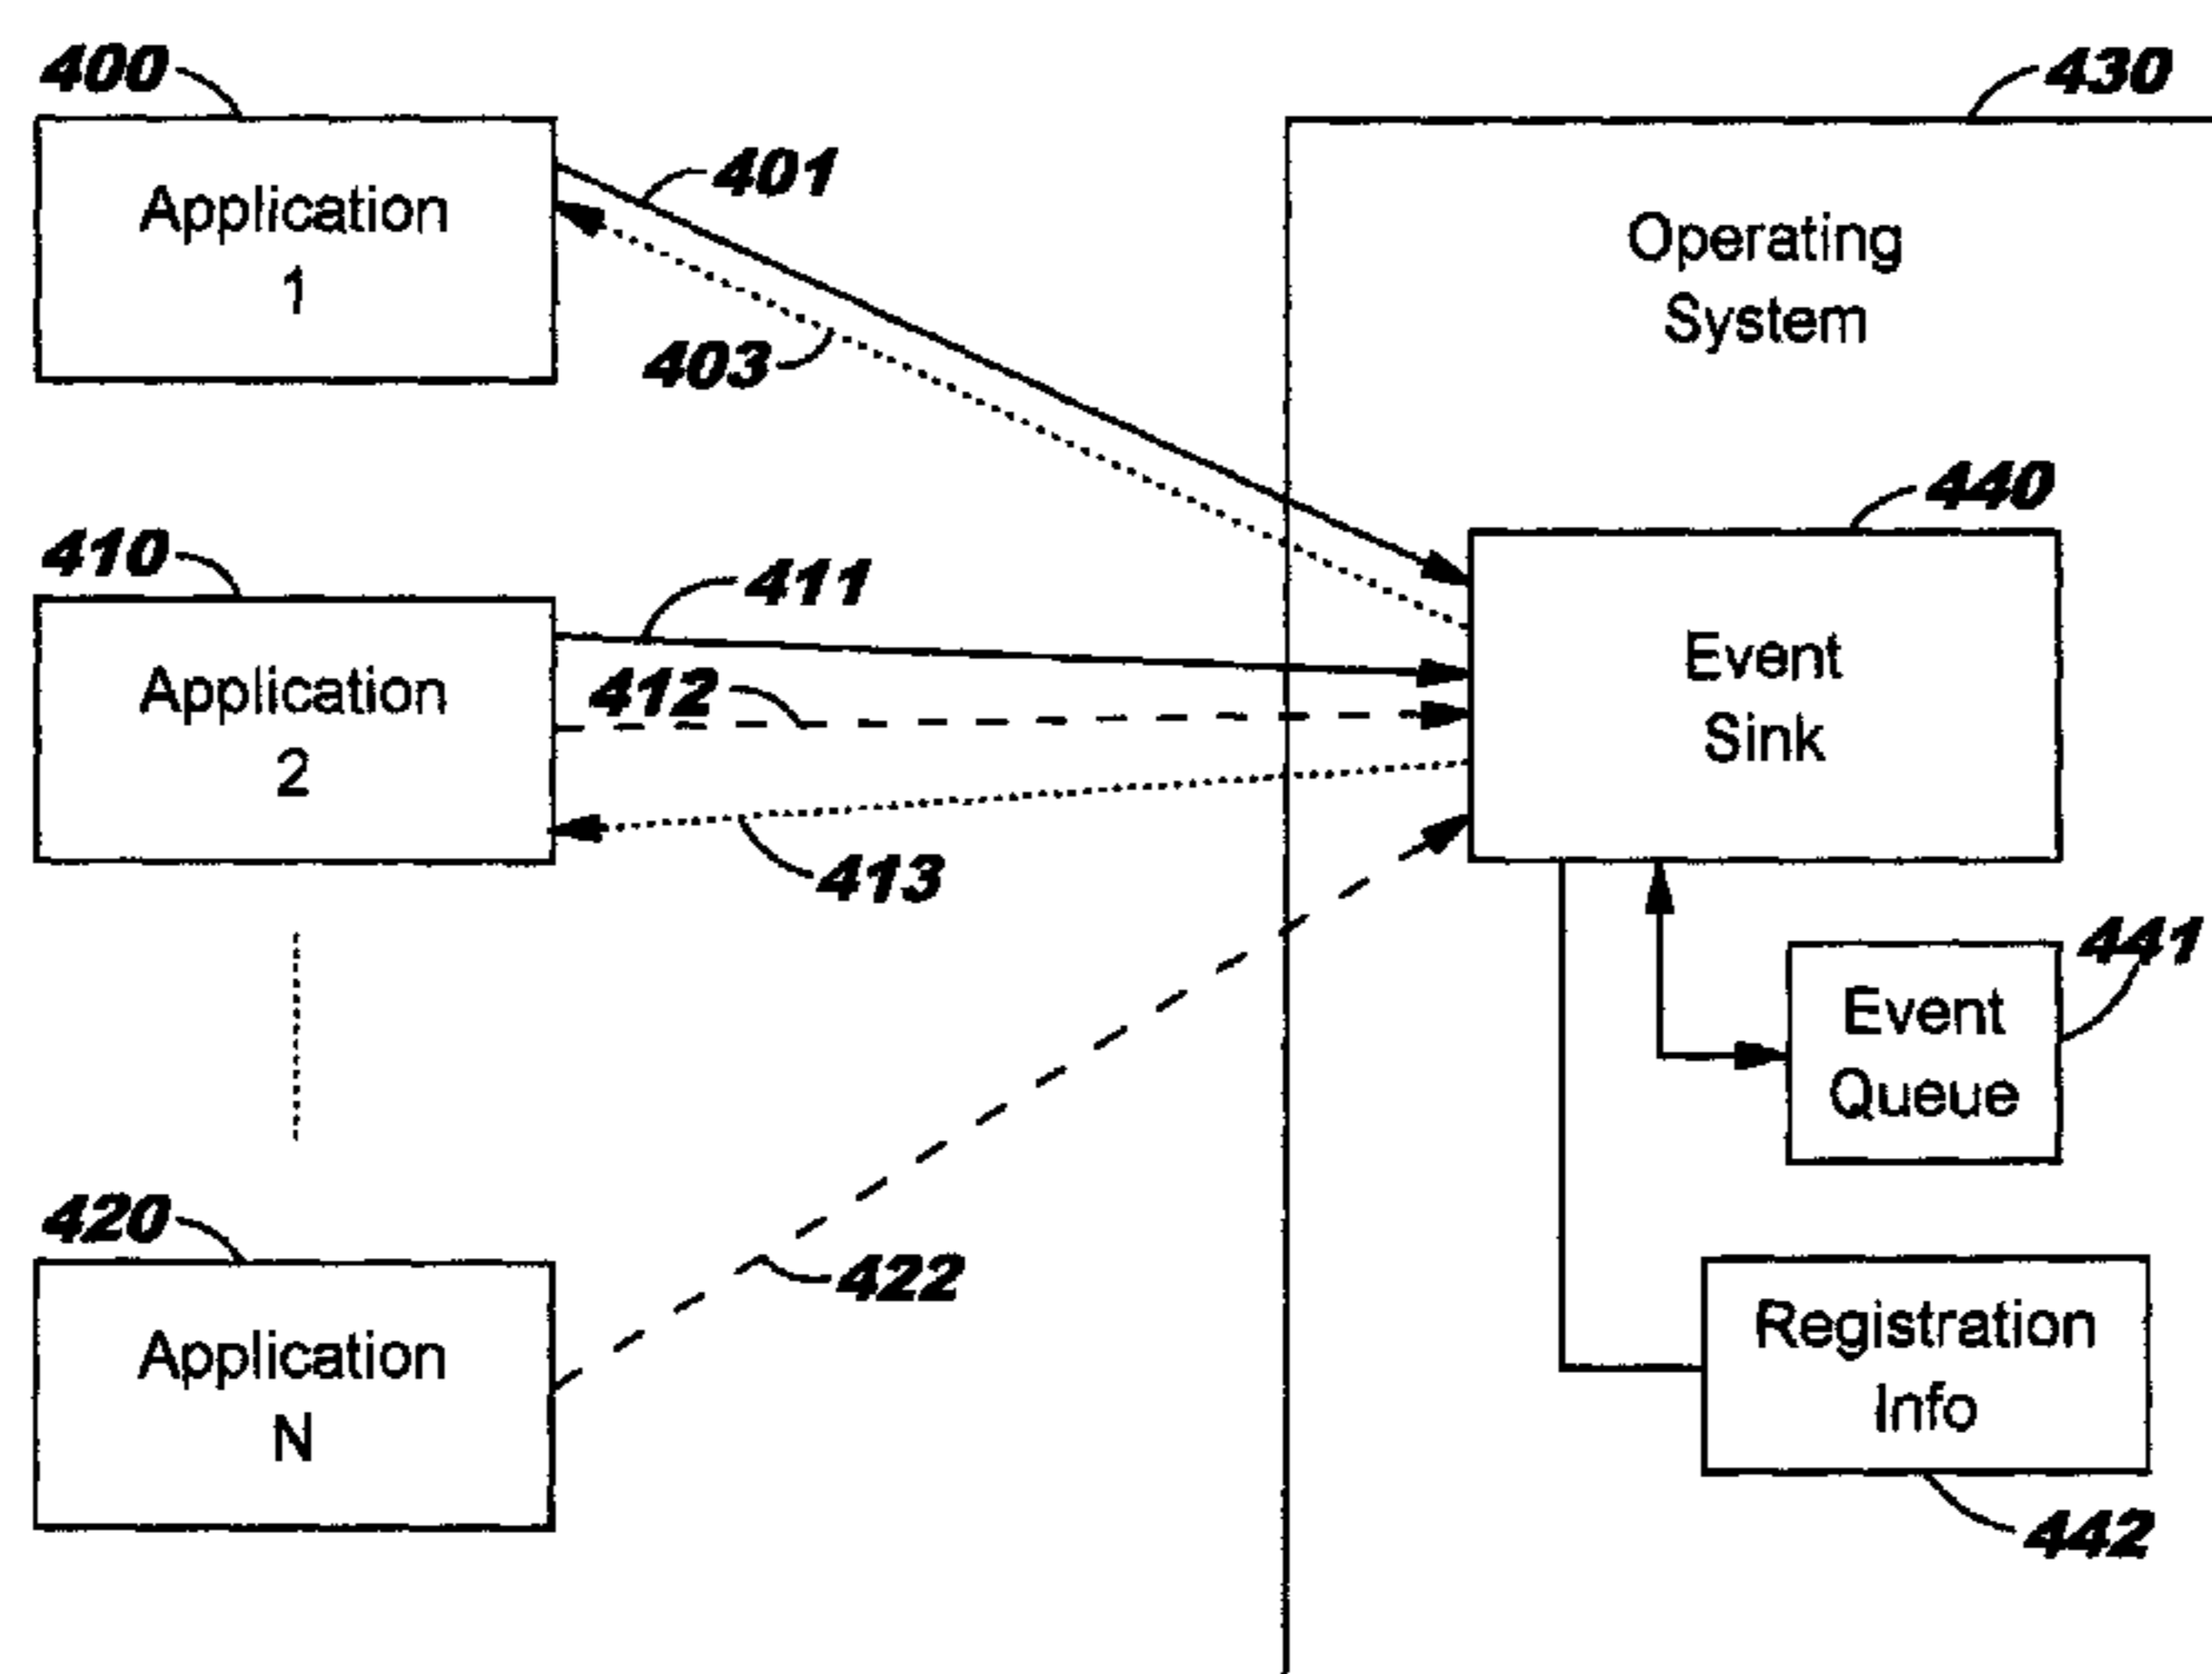 400
430
401
Application
1
Operating
System
403
440
410
411
412
Application
2
Event
Sink
413
441
Event
Queue
420
422
Application
N
Registration
Info
442